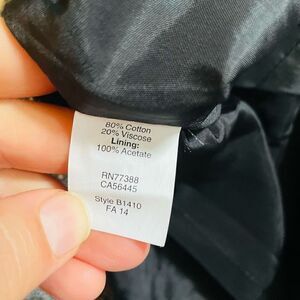 80% Cotton
20% Viscose
Lining:
100% Acetate
RN77388
CA56445
Style B1410
FA 14